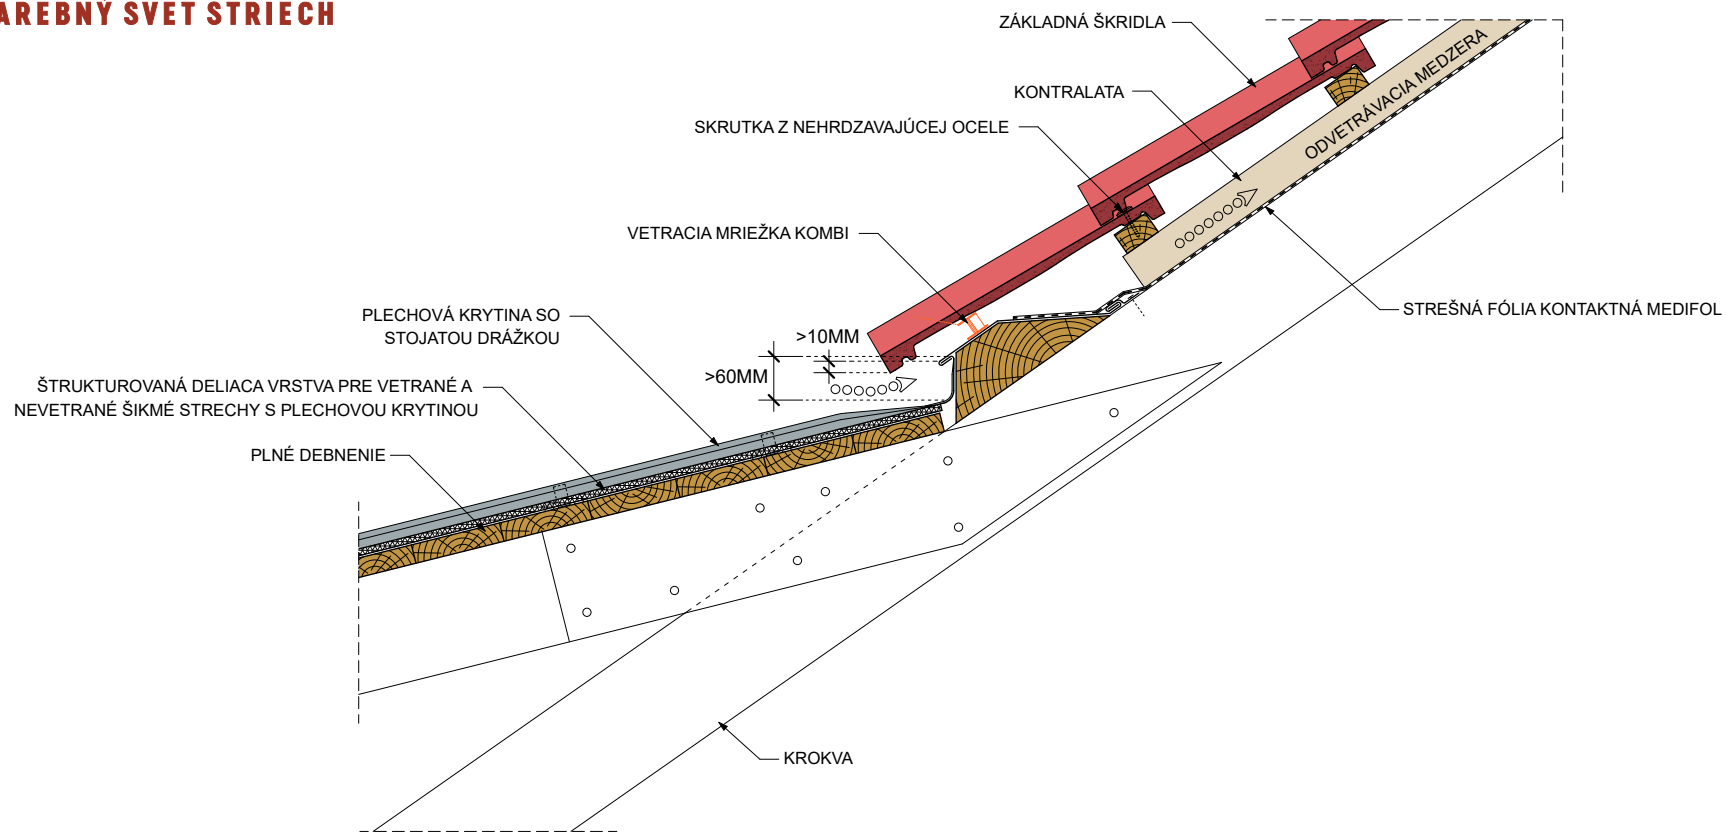 AREBNÝ SVET STRIECH
ZÁKLADNÁ ŠKRIDLA
KONTRALATA
ODVETRÁVACIA MEDZERA
SKRUTKA Z NEHRDZAVAJÚCEJ OCELE
VETRACIA MRIEŽKA KOMBI
STREŠNÁ FÓLIA KONTAKTNÁ MEDIFOL
PLECHOVÁ KRYTINA SO
STOJATOU DRÁŽKOU
>10MM
>60MM
ŠTRUKTUROVANÁ DELIACA VRSTVA PRE VETRANÉ A
NEVETRANÉ ŠIKMÉ STRECHY S PLECHOVOU KRYTINOU
PLNÉ DEBNENIE
KROKVA